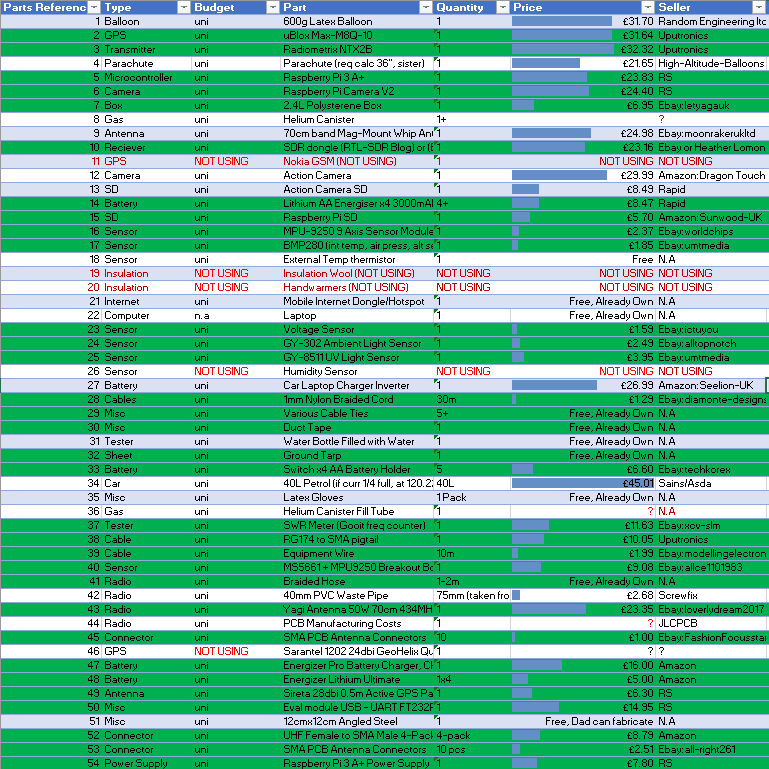 Parts Referenc Type Budget Part Quantity Price Seller
1 Balloon uni 600g Latex Balloon 1 £31.70 Random Engineering ltd
2 GPS uni uBlox Max-M8Q-10 1 £31.64 Uputronics
3 Transmitter uni Radiometrix NTX2B 1 £32.32 Uputronics
4 Parachute uni Parachute (req calc 36", sister) 1 £21.65 High-Altitude-Balloons
5 Microcontroller uni Raspberry Pi 3 A+ 1 £23.83 RS
6 Camera uni Raspberry Pi Camera V2 1 £24.40 RS
7 Box uni 2.4L Polysterene Box 1 £6.95 Ebay:letyagauk
8 Gas uni Helium Canister 1+ ?
9 Antenna uni 70cm band Mag-Mount Whip An 1 £24.98 Ebay:moonrakerukltd
10 Reciever uni SDR dongle (RTL-SDR Blog) or (E 1 £23.16 Ebay or Heather Lomon
11 GPS NOT USING Nokia GSM (NOT USING) 1 NOT USING NOT USING
12 Camera uni Action Camera 1 £29.99 Amazon:Dragon Touch
13 SD uni Action Camera SD 1 £8.49 Rapid
14 Battery uni Lithium AA Energiser x4 3000mA 4+ £8.47 Rapid
15 SD uni Raspberry Pi SD 1 £5.70 Amazon:Sunwood-UK
16 Sensor uni MPU-9250 9 Axis Sensor Module 1 £2.37 Ebay:worldchips
17 Sensor uni BMP280 (int temp, air press, alt se 1 £1.85 Ebay:umtmedia
18 Sensor uni External Temp thermistor 1 Free N.A
19 Insulation NOT USING Insulation Wool (NOT USING) NOT USING NOT USING NOT USING
20 Insulation NOT USING Handwarmers (NOT USING) NOT USING NOT USING NOT USING
21 Internet uni Mobile Internet Dongle/Hotspot 1 Free, Already Own N.A
22 Computer n.a Laptop 1 Free, Already Own N.A
23 Sensor uni Voltage Sensor 1 £1.59 Ebay:ictuyou
24 Sensor uni GY-302 Ambient Light Sensor 1 £2.49 Ebay:alltopnotch
25 Sensor uni GY-8511 UV Light Sensor 1 £3.95 Ebay:umtmedia
26 Sensor NOT USING Humidity Sensor 1 NOT USING NOT USING
27 Battery uni Car Laptop Charger Inverter 1 £26.99 Amazon:Seelion-UK
28 Cables uni 1mm Nylon Braided Cord 30m £1.29 Ebay:diamonte-designs
29 Misc uni Various Cable Ties 5+ Free, Already Own N.A
30 Misc uni Duct Tape 1 Free, Already Own N.A
31 Tester uni Water Bottle Filled with Water 1 Free, Already Own N.A
32 Sheet uni Ground Tarp 1 Free, Already Own N.A
33 Battery uni Switch x4 AA Battery Holder 5 £6.60 Ebay:techkorex
34 Car uni 40L Petrol (if curr 1/4 full, at 120.2 40L £45.01 Sains/Asda
35 Misc uni Latex Gloves 1 Pack Free, Already Own N.A
36 Gas uni Helium Canister Fill Tube 1 ? N.A
37 Tester uni SWR Meter (Gooit freq counter) 1 £11.63 Ebay:xcv-slm
38 Cable uni RG174 to SMA pigtail 1 £10.05 Uputronics
39 Cable uni Equipment Wire 10m £1.99 Ebay:modellingelectron
40 Sensor uni MS5661 + MPU9250 Breakout Bo 1 £9.08 Ebay:alice1101983
41 Radio uni Braided Hose 1-2m Free, Already Own N.A
42 Radio uni 40mm PVC Waste Pipe 75mm (taken fro £2.68 Screwfix
43 Radio uni Yagi Antenna 50W 70cm 434MH 1 £23.35 Ebay:loverlydream2017
44 Radio uni PCB Manufacturing Costs 1 ? JLCPCB
45 Connector uni SMA PCB Antenna Connectors 10 £1.00 Ebay:FashionFocusstar
46 GPS NOT USING Sarantel 1202 24dbi GeoHelix Qu 1 ? ?
47 Battery uni Energizer Pro Battery Charger, Ch 1 £16.00 Amazon
48 Battery uni Energizer Lithium Ultimate 1x4 £5.00 Amazon
49 Antenna uni Sireta 28dbi 0.5m Active GPS Pa 1 £6.30 RS
50 Misc uni Eval module USB - UART FT232F 1 £14.95 RS
51 Misc uni 12cmx12cm Angled Steel 1 Free, Dad can fabricate N.A
52 Connector uni UHF Female to SMA Male 4-Pack 4-pack £8.79 Amazon
53 Connector uni SMA PCB Antenna Connectors 10 pcs £2.51 Ebay:all-right261
54 Power Supply uni Raspberry Pi 3 A+ Power Supply 1 £7.80 RS